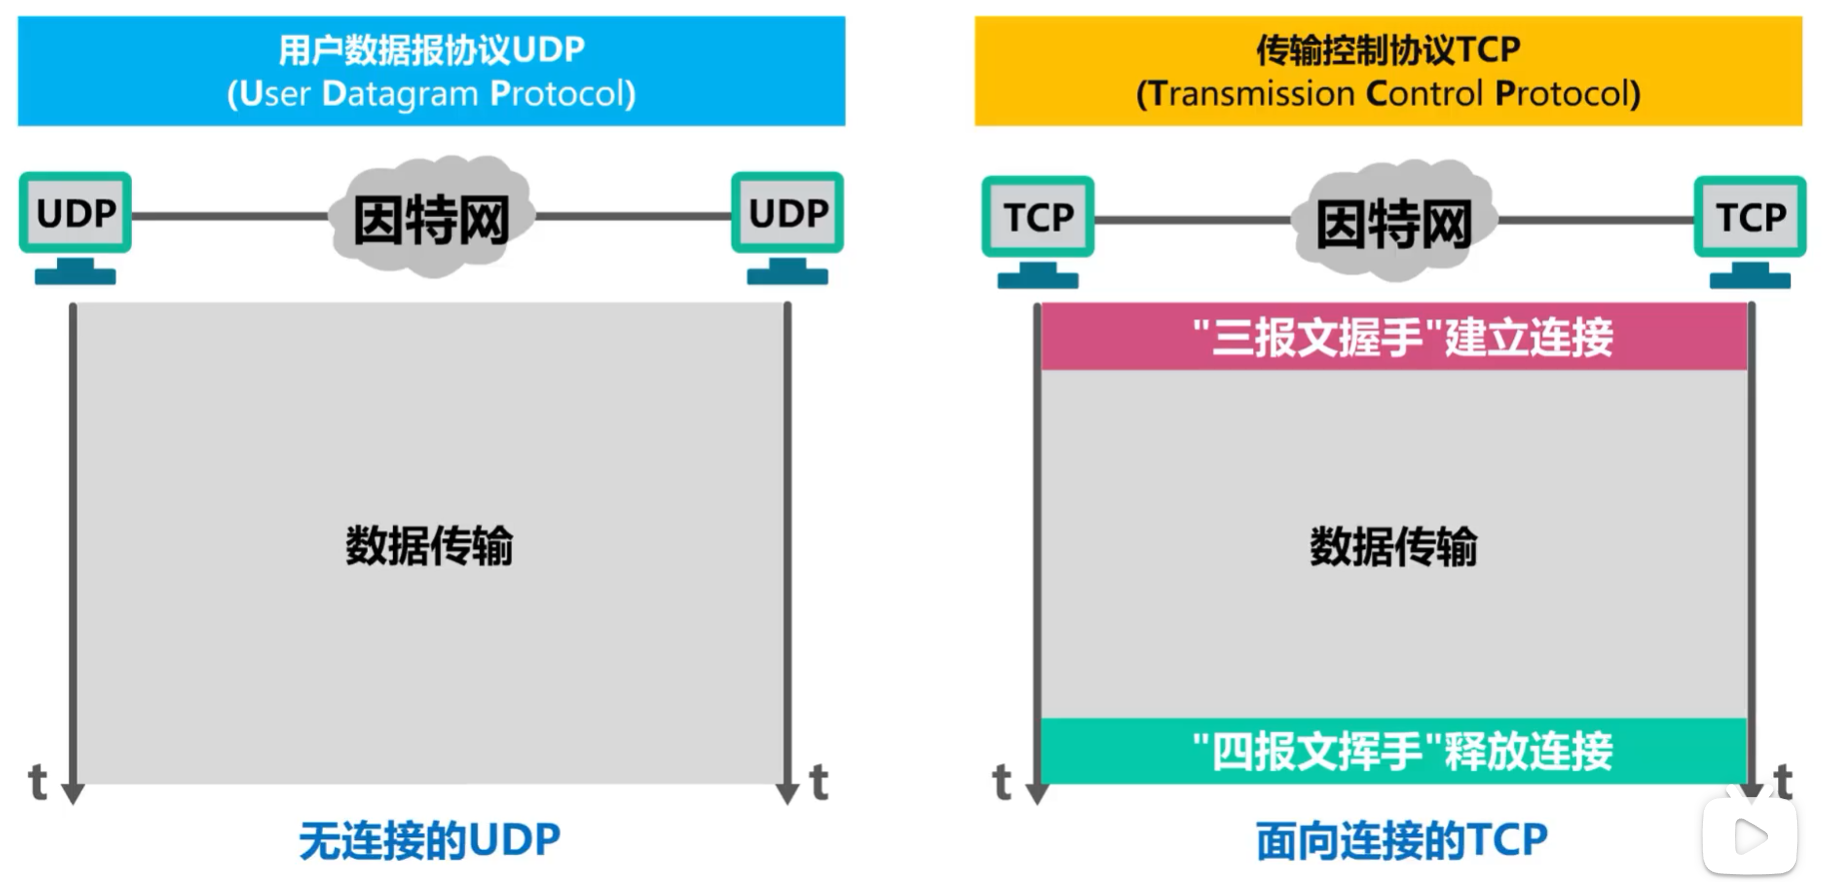 用户数据报协议UDP
(User Datagram Protocol)
UDP
因特网
UDP
数据传输
t
t
无连接的UDP
传输控制协议TCP
(Transmission Control Protocol)
TCP
因特网
TCP
"三报文握手"建立连接
数据传输
"四报文挥手"释放连接
t
t
面向连接的TCP